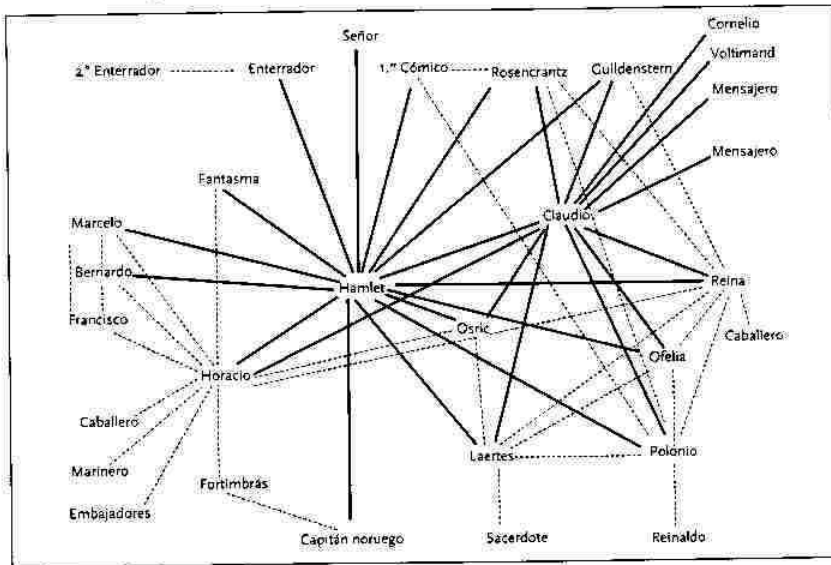 Señor
Cornelio
Voltimand
2° Enterrador
Enterrador
1.er Cómico
Rosencrantz
Guildenstern
Mensajero
Mensajero
Fantasma
Marcelo
Claudio
Bernardo
Hamlet
Reina
Francisco
Osric
Caballero
Ofelia
Horacio
Caballero
Laertes
Polonio
Marinero
Fortimbrás
Embajadores
Capitán noruego
Sacerdote
Reinaldo